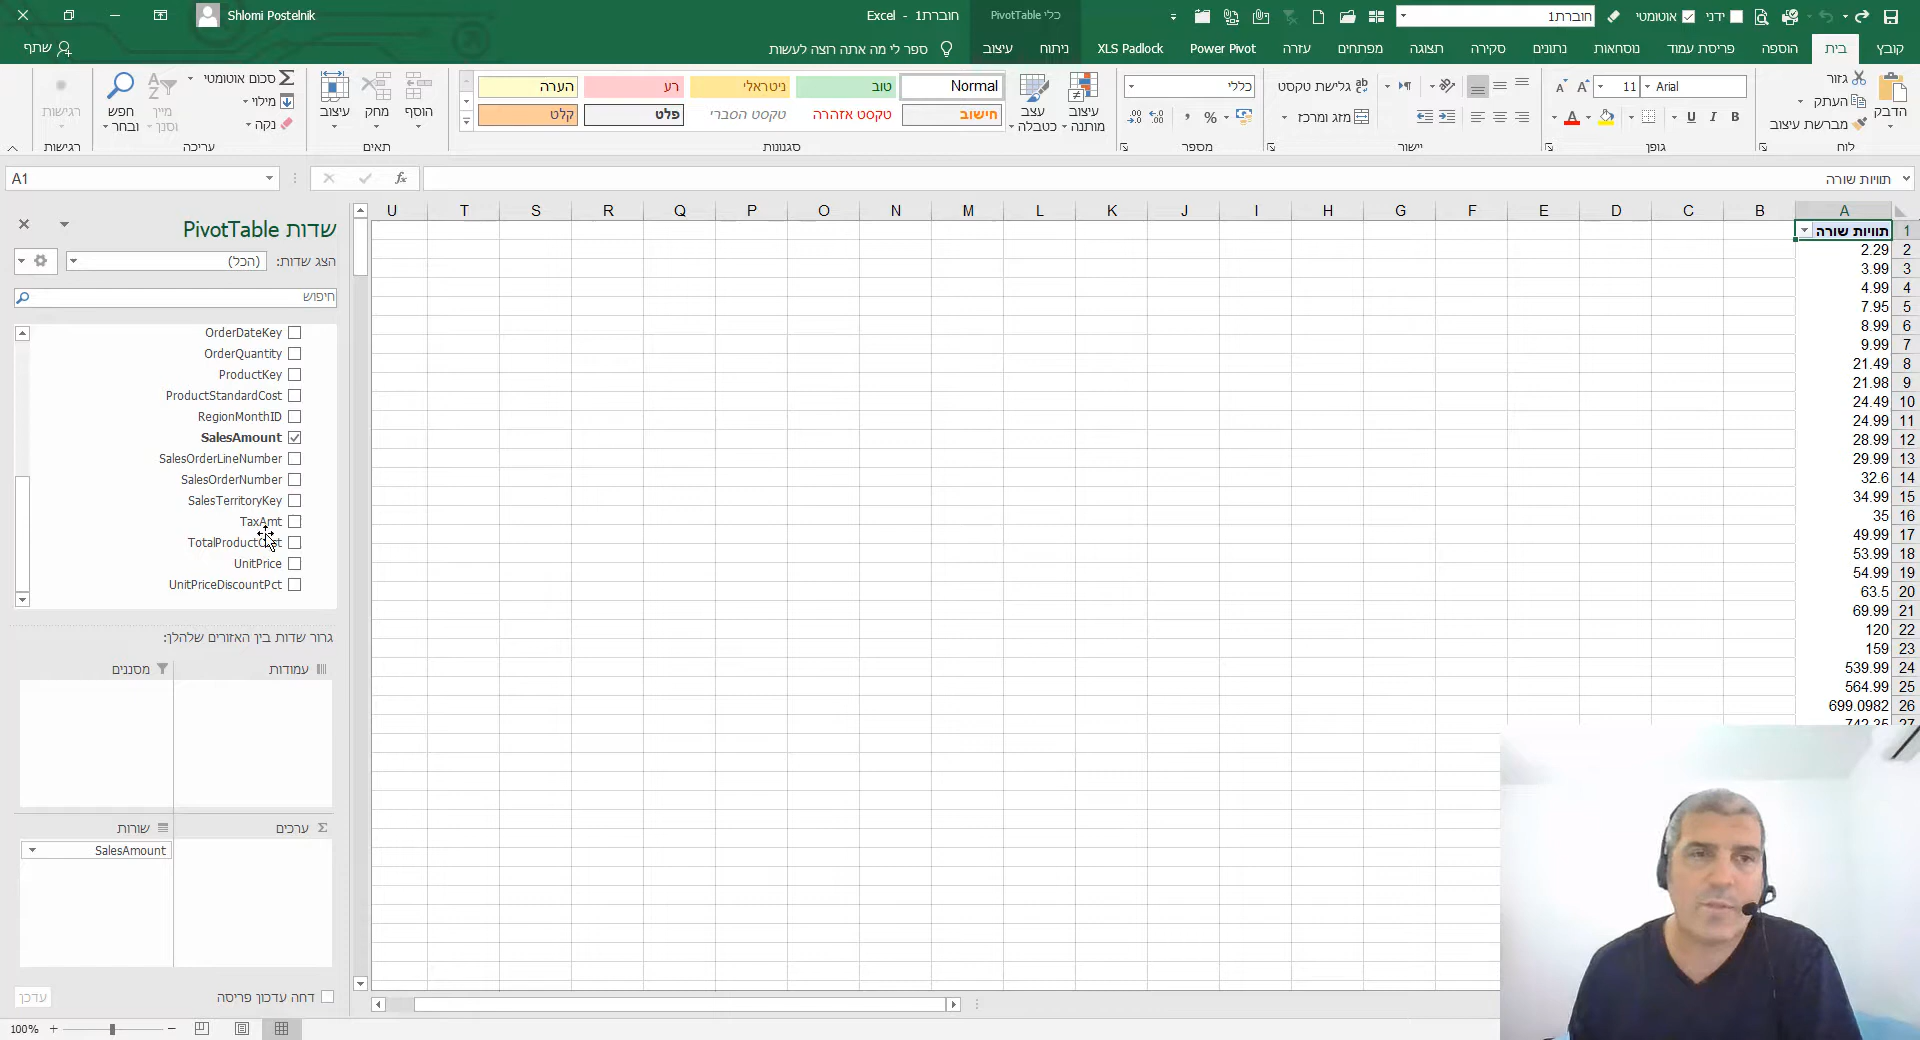 Shlomi Postelnik
חוברת1 - Excel
כלי PivotTable
חוברת1
אוטומטי
ידני
קובץ
בית
הוספה
פריסת עמוד
נוסחאות
נתונים
סקירה
תצוגה
מפתחים
עזרה
Power Pivot
XLS Padlock
ניתוח
עיצוב
ספר לי מה אתה רוצה לעשות
שתף
הדבק
גזור
העתק
מברשת עיצוב
לוח
Arial
11
גופן
גלישת טקסט
מזג ומרכז
יישור
כללי
מספר
עיצוב מותנה
עצב כטבלה
Normal
טוב
ניטראלי
רע
הערה
חישוב
טקסט אזהרה
טקסט הסברי
פלט
קלט
סגנונות
הוסף
מחק
עיצוב
תאים
סכום אוטומטי
מילוי
נקה
מיין וסנן
חפש ובחר
עריכה
רגישות
רגישות
A1
fx
תוויות שורה
שדות PivotTable
הצג שדות:
(הכל)
חיפוש
OrderDateKey
OrderQuantity
ProductKey
ProductStandardCost
RegionMonthID
SalesAmount
SalesOrderLineNumber
SalesOrderNumber
SalesTerritoryKey
TaxAmt
TotalProductCost
UnitPrice
UnitPriceDiscountPct
גרור שדות בין האזורים שלהלן:
עמודות
מסננים
ערכים
שורות
SalesAmount
דחה עדכון פריסה
עדכן
100%
U T S R Q P O N M L K J I H G F E D C B A
תוויות שורה 1
2.29 2
3.99 3
4.99 4
7.95 5
8.99 6
9.99 7
21.49 8
21.98 9
24.49 10
24.99 11
28.99 12
29.99 13
32.6 14
34.99 15
35 16
49.99 17
53.99 18
54.99 19
63.5 20
69.99 21
120 22
159 23
539.99 24
564.99 25
699.0982 26
742.35 27